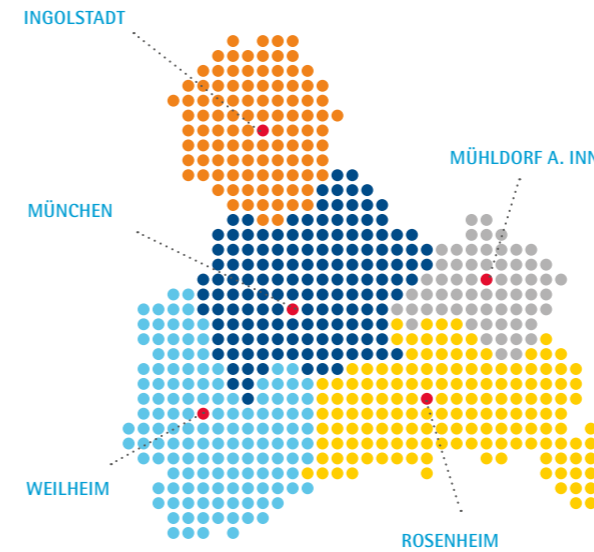 INGOLSTADT
MÜHLDORF A. INN
MÜNCHEN
WEILHEIM
ROSENHEIM